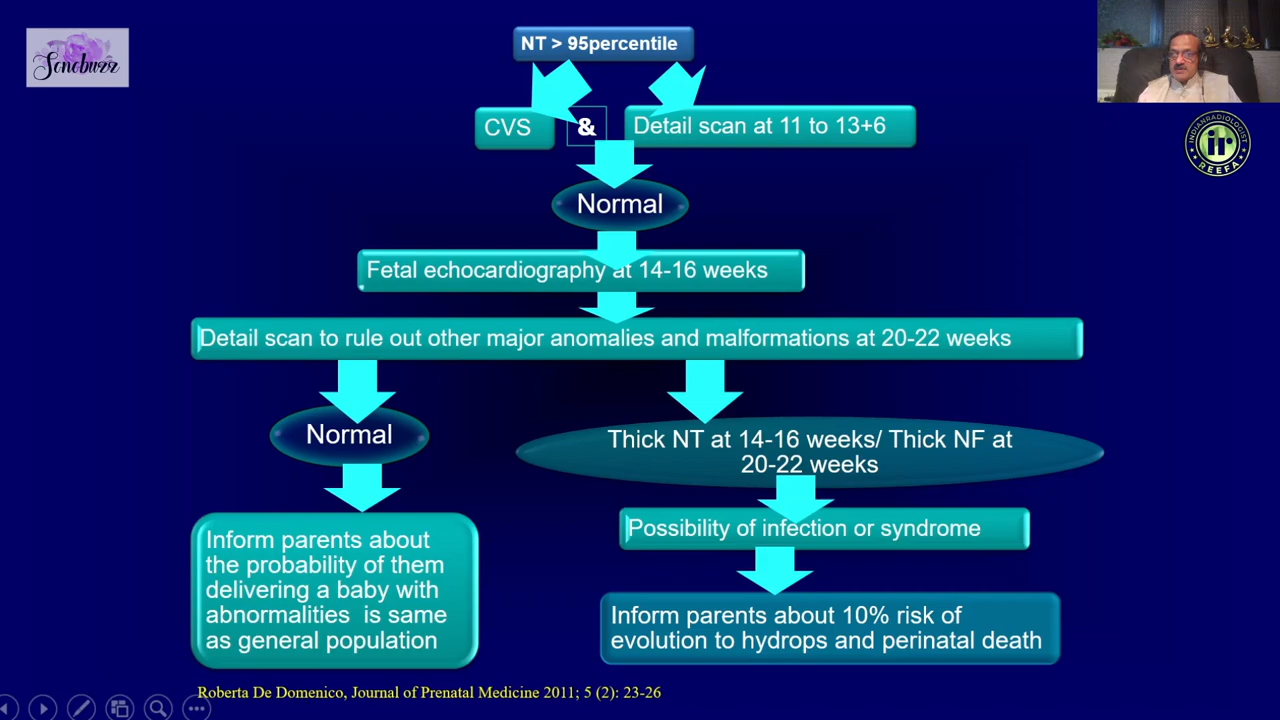 Sonobuzz
NT > 95percentile
CVS
&
Detail scan at 11 to 13+6
INDIANRADIOLOGIST
ir
REEFA
Normal
Fetal echocardiography at 14-16 weeks
Detail scan to rule out other major anomalies and malformations at 20-22 weeks
Normal
Inform parents about
the probability of them
delivering a baby with
abnormalities is same
as general population
Thick NT at 14-16 weeks/ Thick NF at
20-22 weeks
Possibility of infection or syndrome
Inform parents about 10% risk of
evolution to hydrops and perinatal death
Roberta De Domenico, Journal of Prenatal Medicine 2011; 5 (2): 23-26